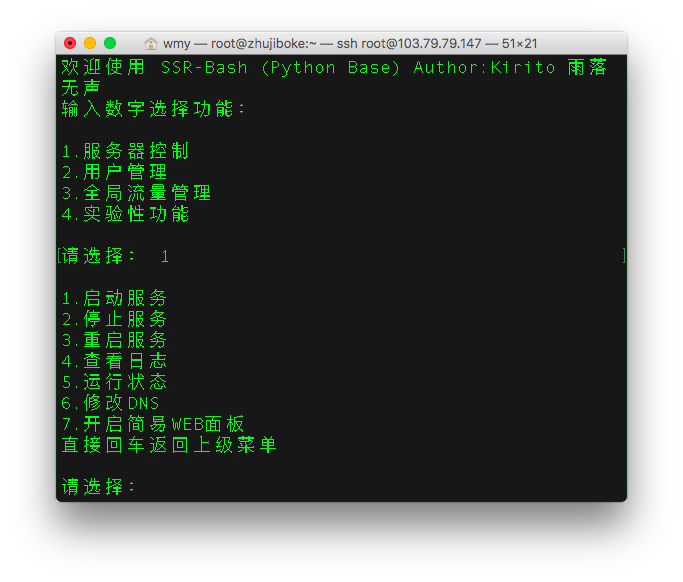 wmy — root@zhujiboke:~ — ssh root@103.79.79.147 — 51×21
欢迎使用 SSR-Bash (Python Base) Author:Kirito 雨落
无声
输入数字选择功能:
1.服务器控制
2.用户管理
3.全局流量管理
4.实验性功能
[请选择: 1 ]
1.启动服务
2.停止服务
3.重启服务
4.查看日志
5.运行状态
6.修改DNS
7.开启简易WEB面板
直接回车返回上级菜单
请选择: